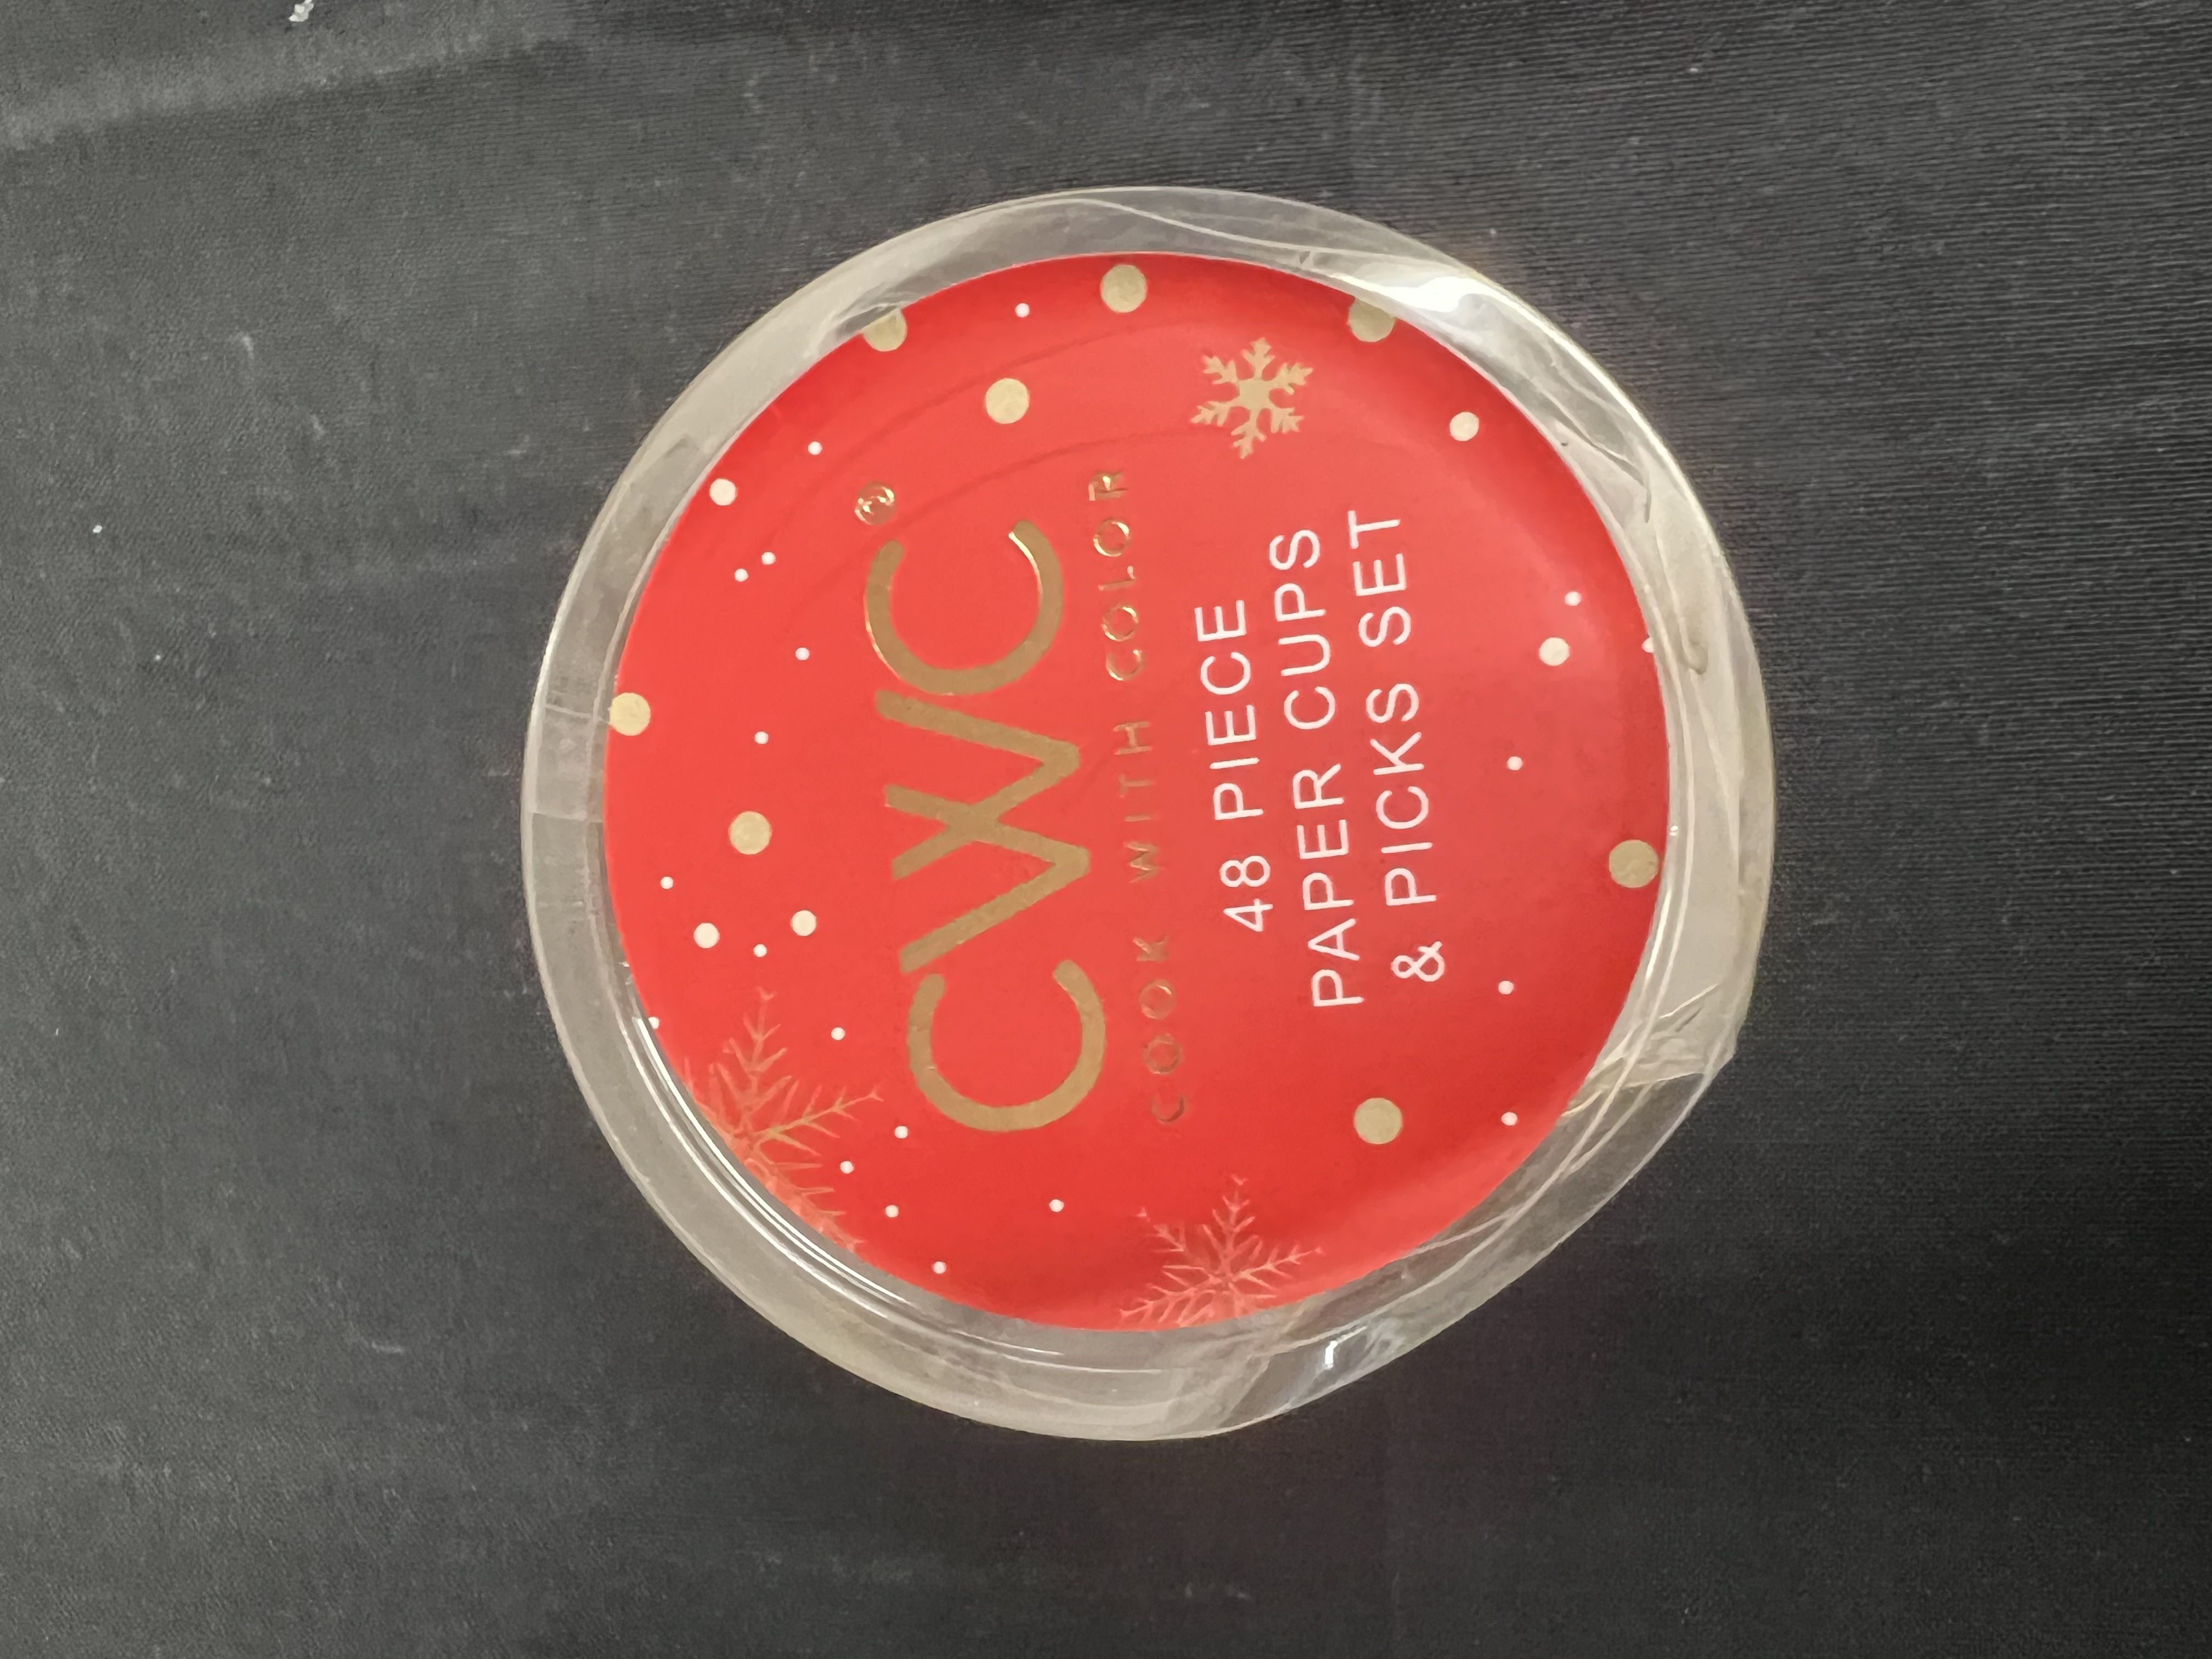 CWC®
COOK WITH COLOR
48 PIECE
PAPER CUPS
& PICKS SET